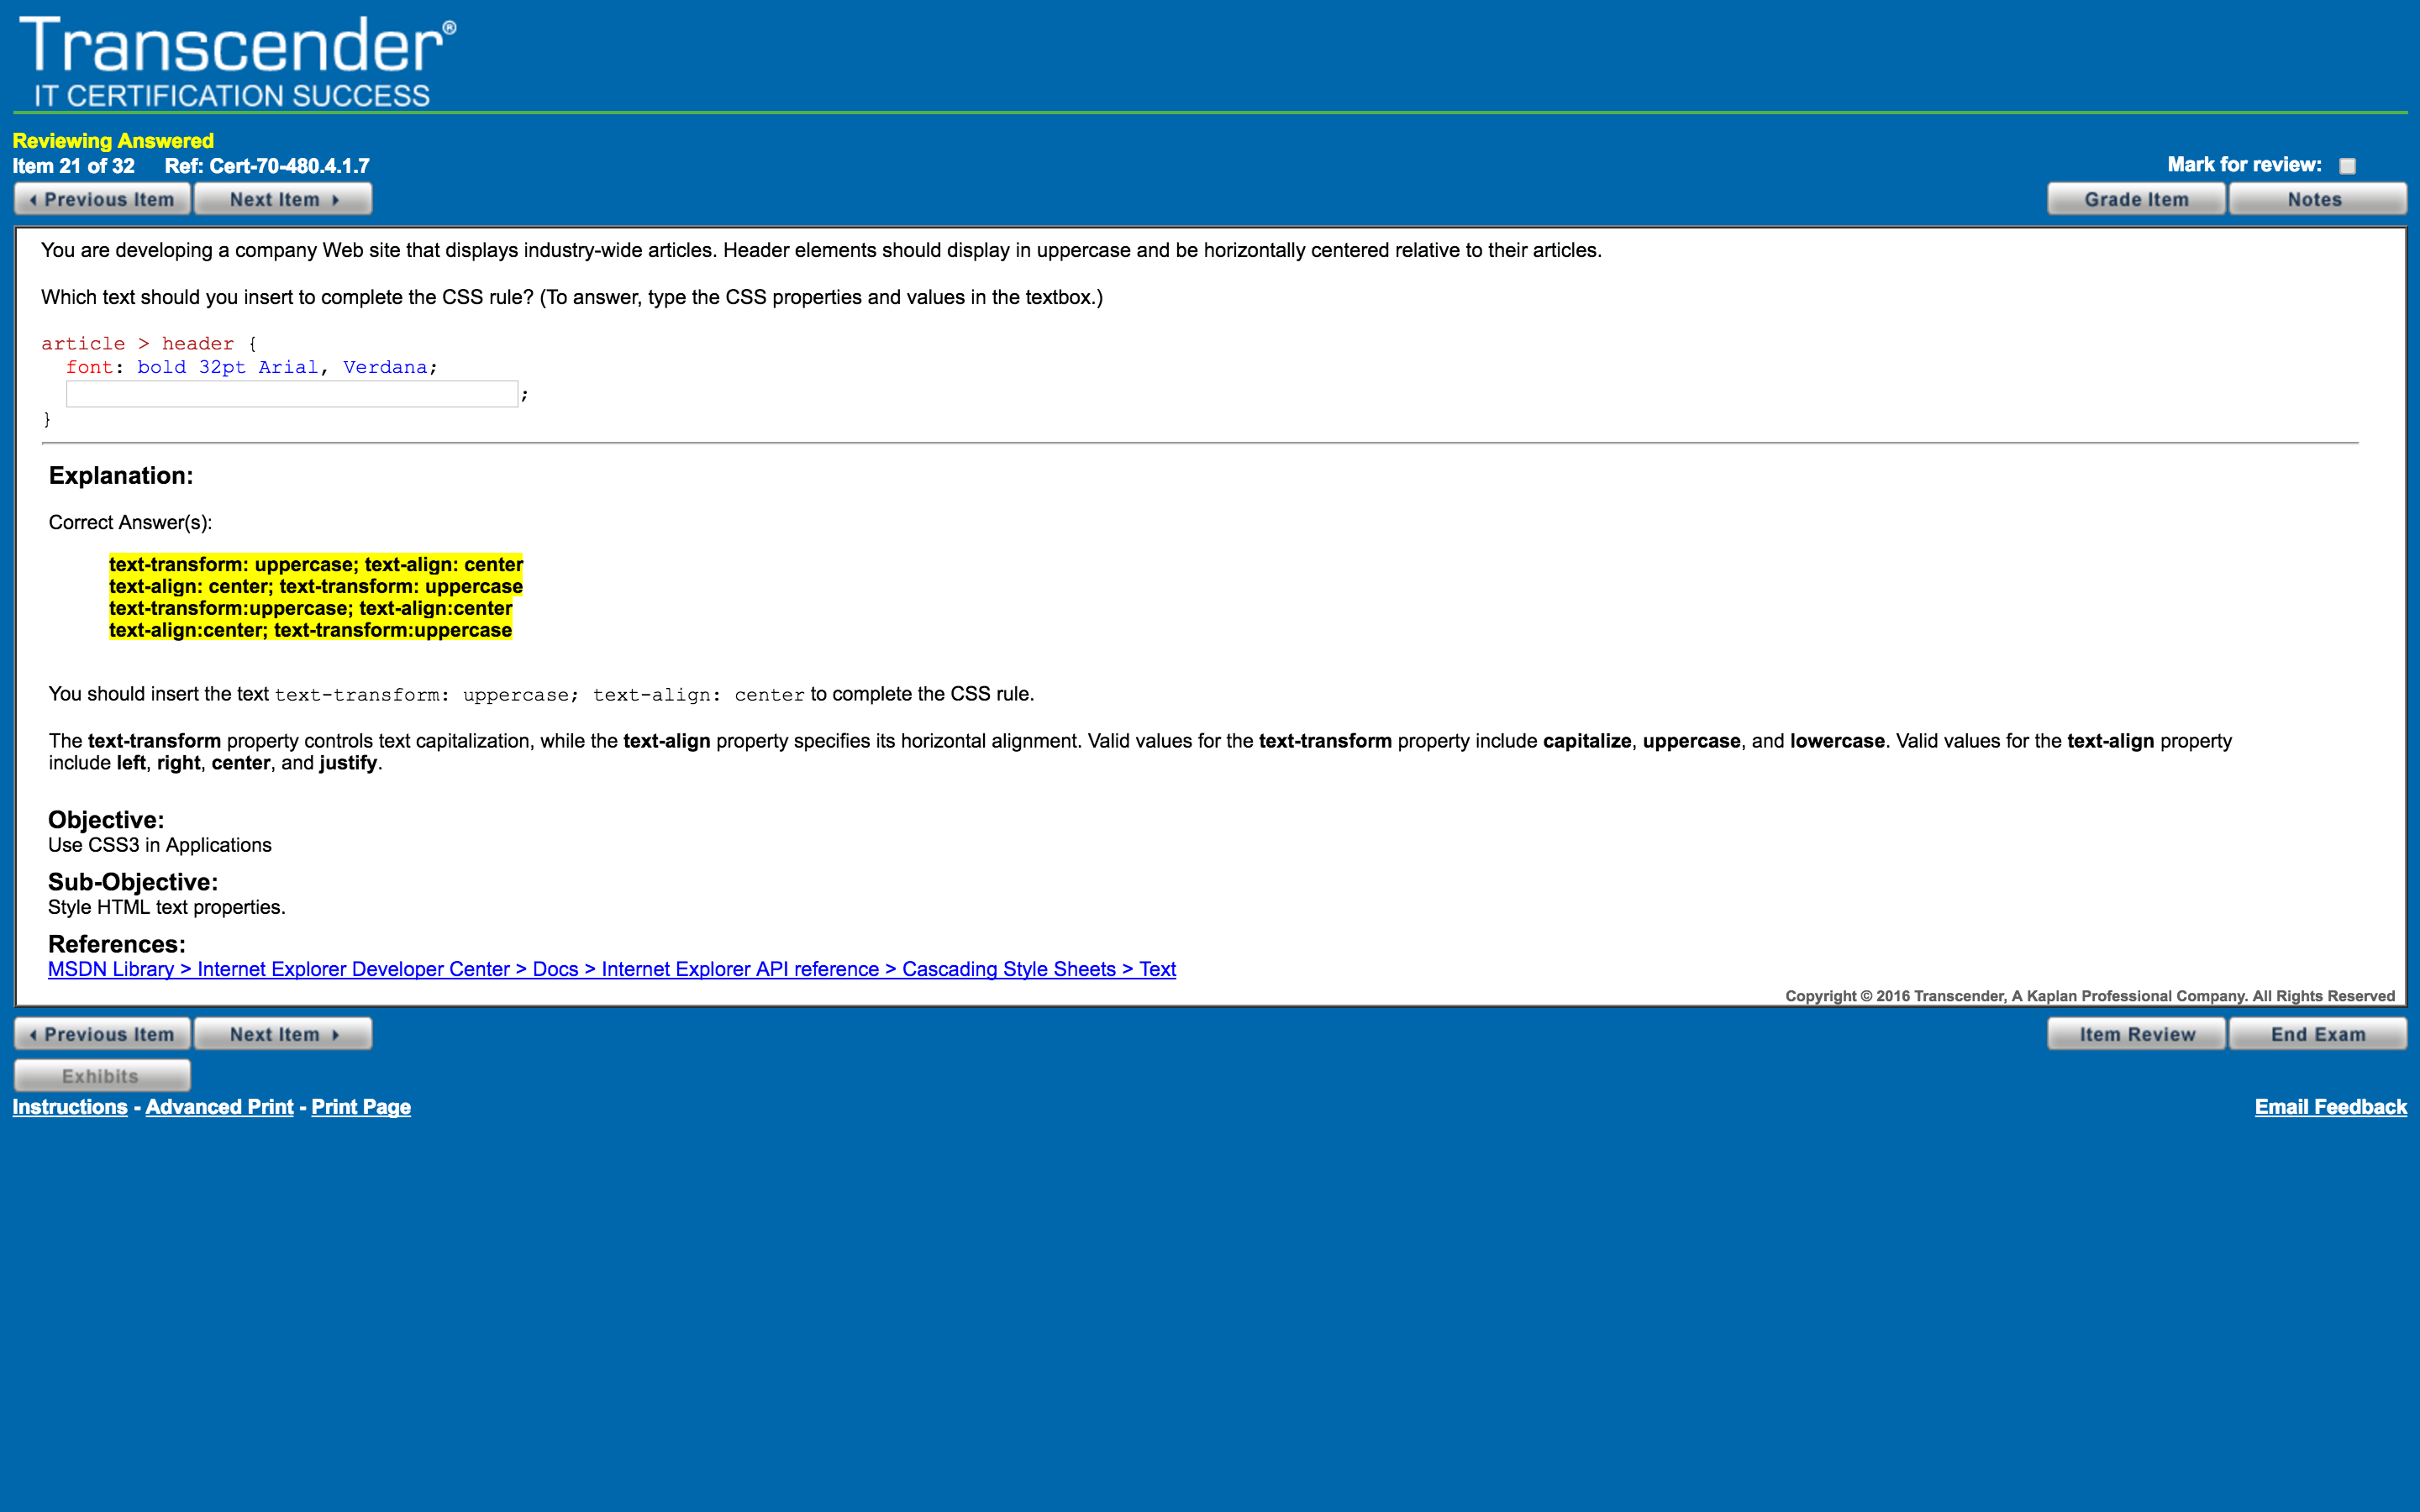 Transcender®
IT CERTIFICATION SUCCESS
Reviewing Answered
Item 21 of 32 Ref: Cert-70-480.4.1.7
Mark for review:
Previous Item Next Item Grade Item Notes
You are developing a company Web site that displays industry-wide articles. Header elements should display in uppercase and be horizontally centered relative to their articles.
Which text should you insert to complete the CSS rule? (To answer, type the CSS properties and values in the textbox.)
article > header {
font: bold 32pt Arial, Verdana;
;
}
Explanation:
Correct Answer(s):
text-transform: uppercase; text-align: center
text-align: center; text-transform: uppercase
text-transform:uppercase; text-align:center
text-align:center; text-transform:uppercase
You should insert the text text-transform: uppercase; text-align: center to complete the CSS rule.
The text-transform property controls text capitalization, while the text-align property specifies its horizontal alignment. Valid values for the text-transform property include capitalize, uppercase, and lowercase. Valid values for the text-align property
include left, right, center, and justify.
Objective:
Use CSS3 in Applications
Sub-Objective:
Style HTML text properties.
References:
MSDN Library > Internet Explorer Developer Center > Docs > Internet Explorer API reference > Cascading Style Sheets > Text
Copyright © 2016 Transcender, A Kaplan Professional Company. All Rights Reserved
Previous Item Next Item Item Review End Exam
Exhibits
Instructions - Advanced Print - Print Page Email Feedback